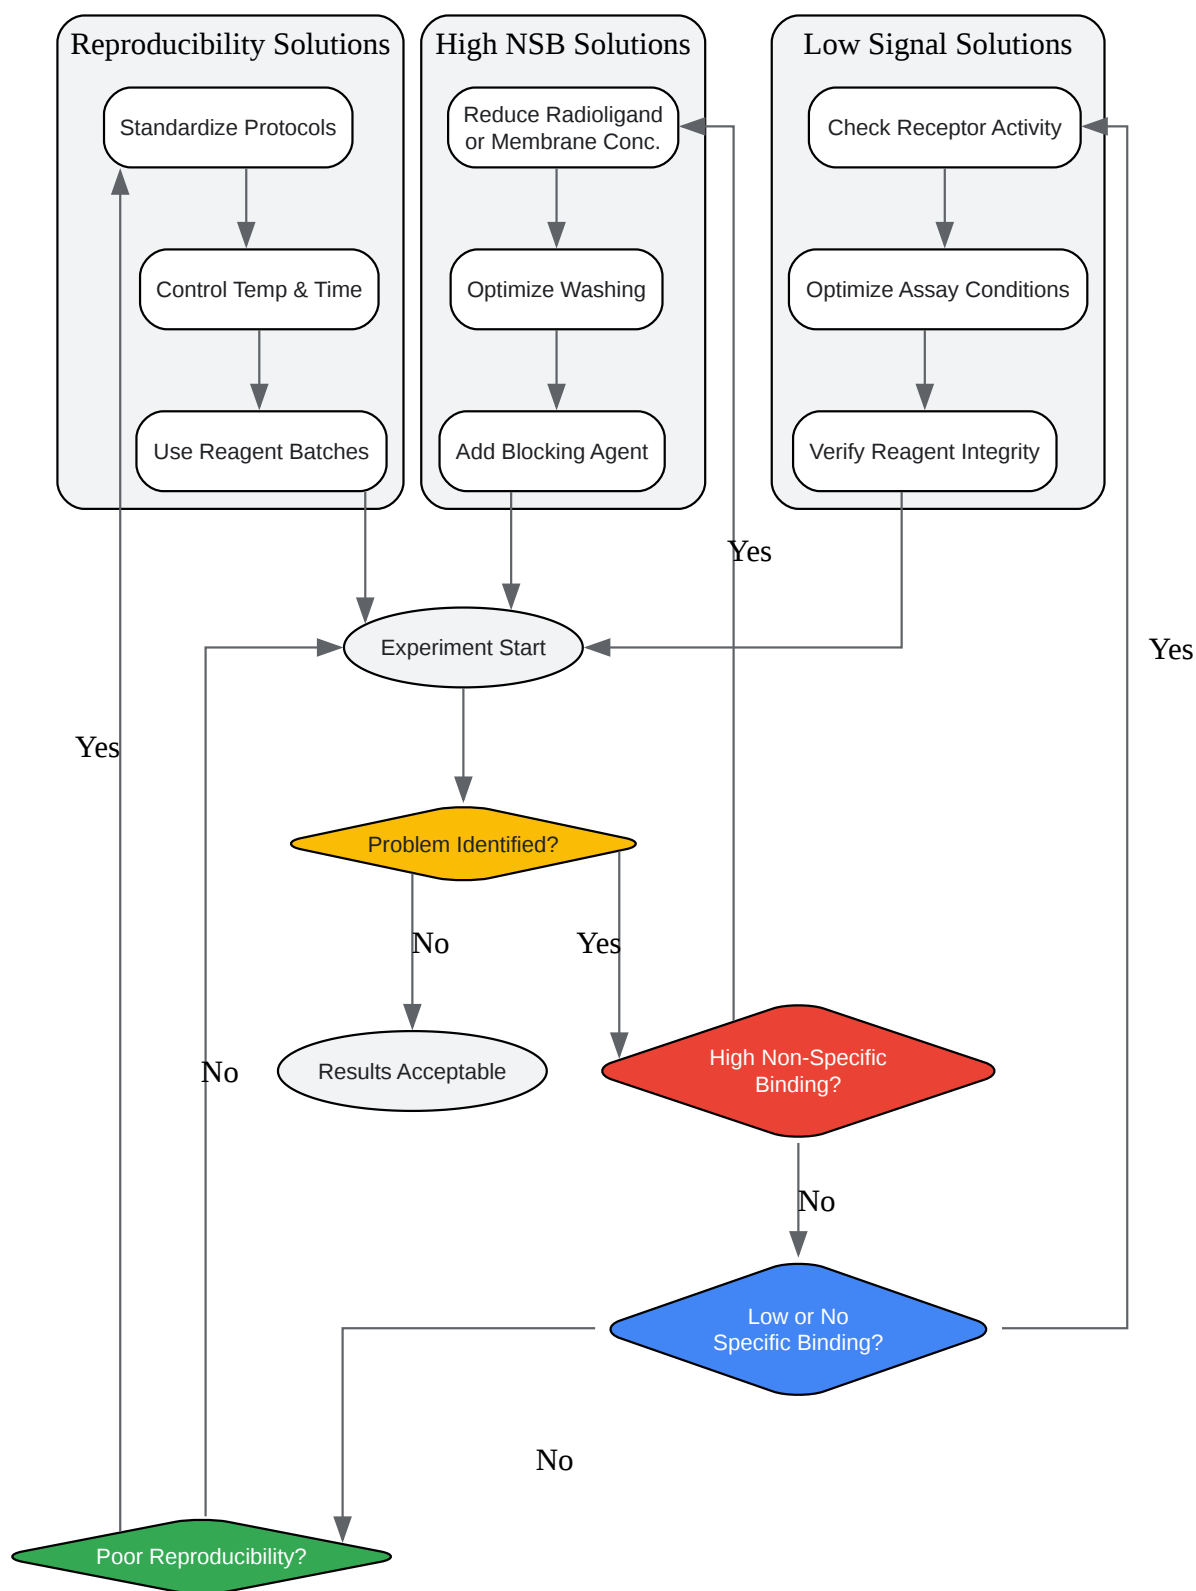 Reproducibility Solutions
High NSB Solutions
Low Signal Solutions
Standardize Protocols
Reduce Radioligand
or Membrane Conc.
Check Receptor Activity
Control Temp & Time
Optimize Washing
Optimize Assay Conditions
Use Reagent Batches
Add Blocking Agent
Verify Reagent Integrity
Yes
Experiment Start
Yes
Yes
Problem Identified?
No
Yes
No
Results Acceptable
High Non-Specific
Binding?
No
Low or No
Specific Binding?
No
Poor Reproducibility?